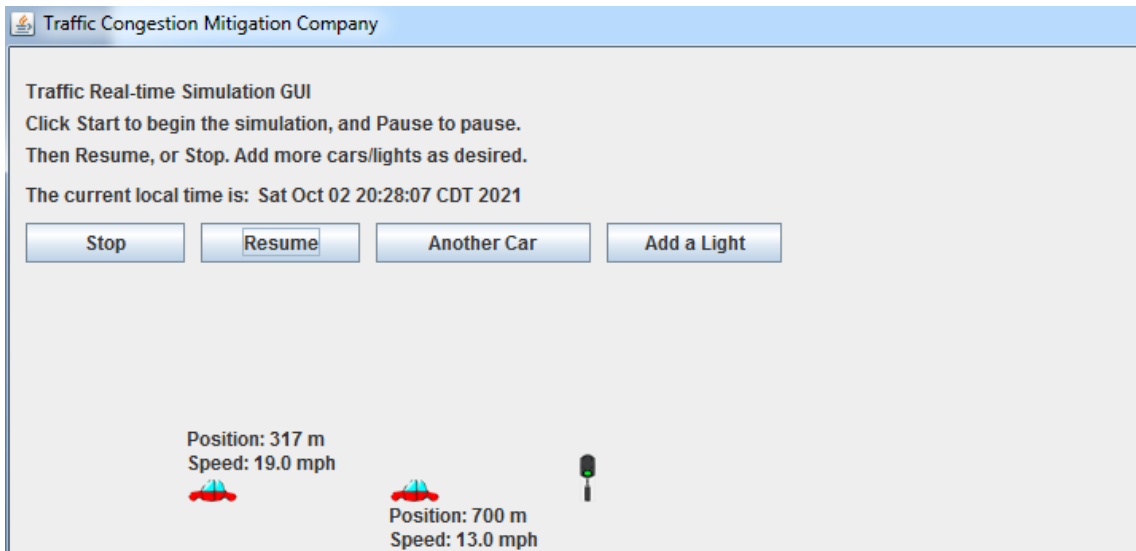 Traffic Congestion Mitigation Company
Traffic Real-time Simulation GUI
Click Start to begin the simulation, and Pause to pause.
Then Resume, or Stop. Add more cars/lights as desired.
The current local time is: Sat Oct 02 20:28:07 CDT 2021
Stop Resume Another Car Add a Light
Position: 317 m
Speed: 19.0 mph
Position: 700 m
Speed: 13.0 mph